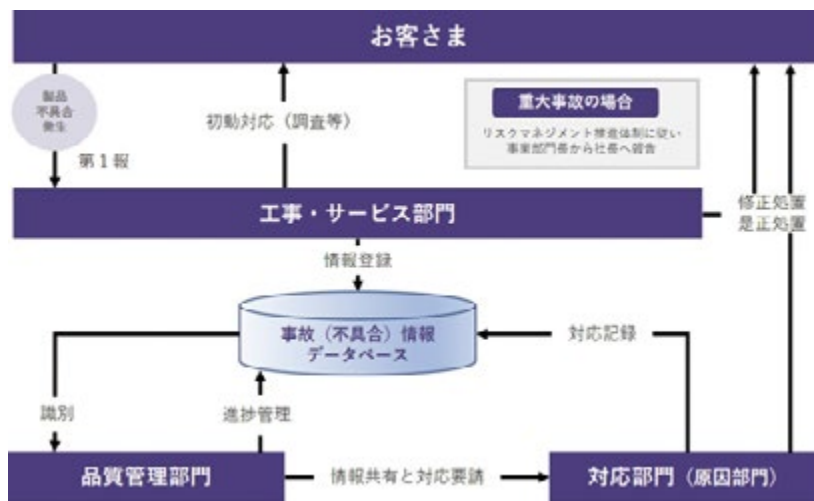 お客さま
製品
不具合
発生
第１報
初動対応（調査等）
重大事故の場合
リスクマネジメント推進体制に従い
事業部門長から社長へ報告
工事・サービス部門
修正処置
是正処置
情報登録
事故（不具合）情報
データベース
対応記録
識別
進捗管理
品質管理部門
情報共有と対応要請
対応部門（原因部門）